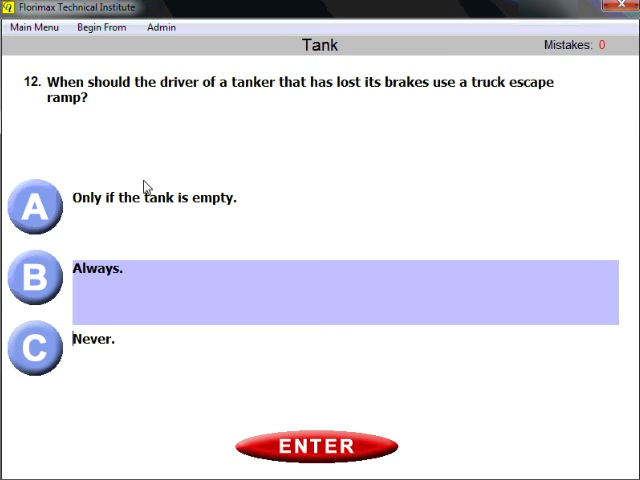 Florimax Technical Institute
Main Menu Begin From Admin
Tank Mistakes: 0
12. When should the driver of a tanker that has lost its brakes use a truck escape
ramp?
A Only if the tank is empty.
B Always.
C Never.
ENTER